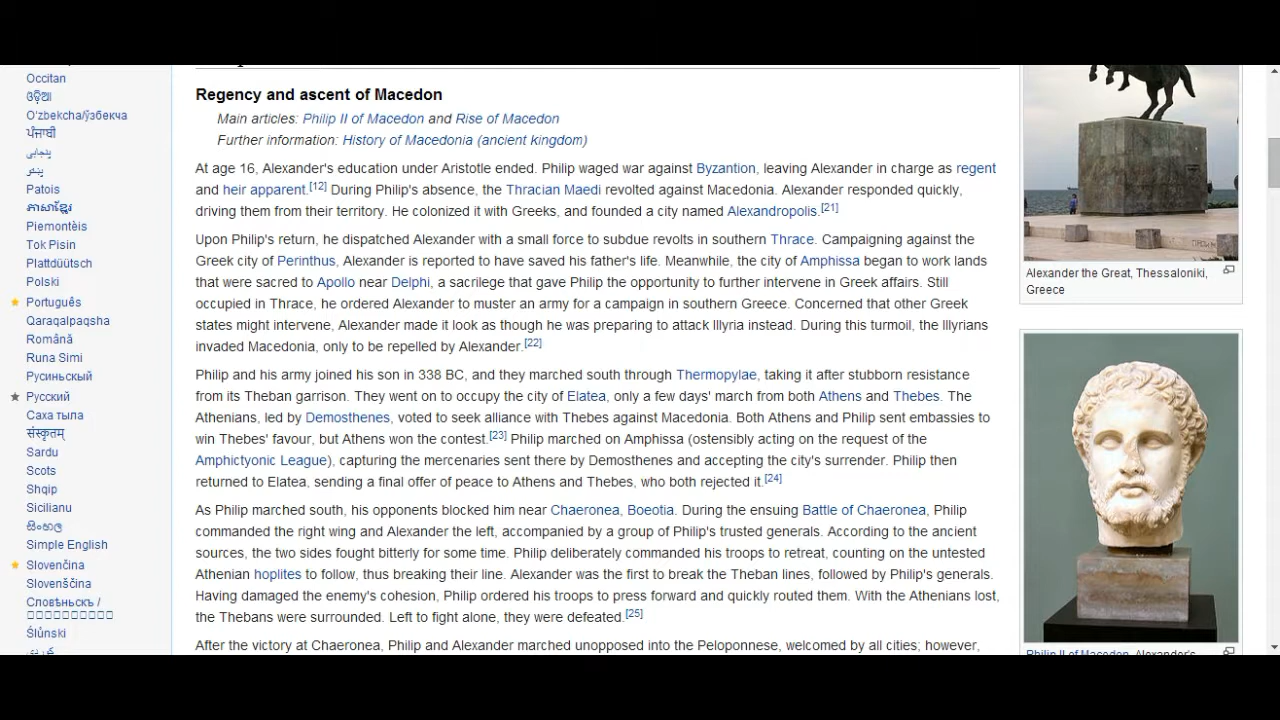 Occitan
ଓଡ଼ିଆ
O'zbekcha/ўзбекча
ਪੰਜਾਬੀ
پنجابی
پښتو
Patois
ភាសាខ្មែរ
Piemontèis
Tok Pisin
Plattdüütsch
Polski
Português
Qaraqalpaqsha
Română
Runa Simi
Русиньскый
Русский
Саха тыла
संस्कृतम्
Sardu
Scots
Shqip
Sicilianu
සිංහල
Simple English
Slovenčina
Slovenščina
Словѣньскъ /
Ślůnski
کوردی
Regency and ascent of Macedon
Main articles: Philip II of Macedon and Rise of Macedon
Further information: History of Macedonia (ancient kingdom)
At age 16, Alexander's education under Aristotle ended. Philip waged war against Byzantion, leaving Alexander in charge as regent
and heir apparent.[12] During Philip's absence, the Thracian Maedi revolted against Macedonia. Alexander responded quickly,
driving them from their territory. He colonized it with Greeks, and founded a city named Alexandropolis.[21]
Upon Philip's return, he dispatched Alexander with a small force to subdue revolts in southern Thrace. Campaigning against the
Greek city of Perinthus, Alexander is reported to have saved his father's life. Meanwhile, the city of Amphissa began to work lands
that were sacred to Apollo near Delphi, a sacrilege that gave Philip the opportunity to further intervene in Greek affairs. Still
occupied in Thrace, he ordered Alexander to muster an army for a campaign in southern Greece. Concerned that other Greek
states might intervene, Alexander made it look as though he was preparing to attack Illyria instead. During this turmoil, the Illyrians
invaded Macedonia, only to be repelled by Alexander.[22]
Philip and his army joined his son in 338 BC, and they marched south through Thermopylae, taking it after stubborn resistance
from its Theban garrison. They went on to occupy the city of Elatea, only a few days' march from both Athens and Thebes. The
Athenians, led by Demosthenes, voted to seek alliance with Thebes against Macedonia. Both Athens and Philip sent embassies to
win Thebes' favour, but Athens won the contest.[23] Philip marched on Amphissa (ostensibly acting on the request of the
Amphictyonic League), capturing the mercenaries sent there by Demosthenes and accepting the city's surrender. Philip then
returned to Elatea, sending a final offer of peace to Athens and Thebes, who both rejected it.[24]
As Philip marched south, his opponents blocked him near Chaeronea, Boeotia. During the ensuing Battle of Chaeronea, Philip
commanded the right wing and Alexander the left, accompanied by a group of Philip's trusted generals. According to the ancient
sources, the two sides fought bitterly for some time. Philip deliberately commanded his troops to retreat, counting on the untested
Athenian hoplites to follow, thus breaking their line. Alexander was the first to break the Theban lines, followed by Philip's generals.
Having damaged the enemy's cohesion, Philip ordered his troops to press forward and quickly routed them. With the Athenians lost,
the Thebans were surrounded. Left to fight alone, they were defeated.[25]
After the victory at Chaeronea, Philip and Alexander marched unopposed into the Peloponnese, welcomed by all cities; however,
Alexander the Great, Thessaloniki,
Greece
Philip II of Macedon, Alexander's